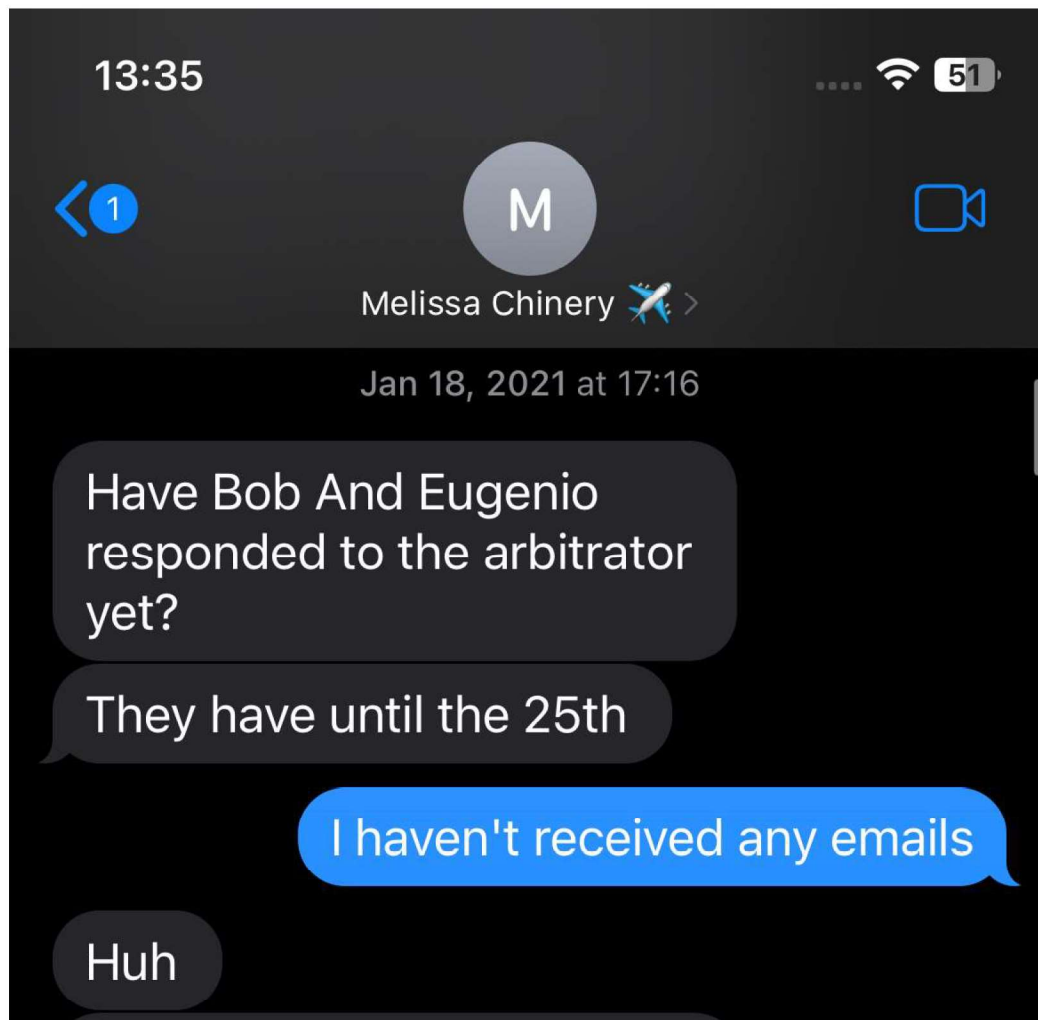 13:35
51
1
M
Melissa Chinery ✈️ >
Jan 18, 2021 at 17:16
Have Bob And Eugenio
responded to the arbitrator
yet?
They have until the 25th
I haven't received any emails
Huh